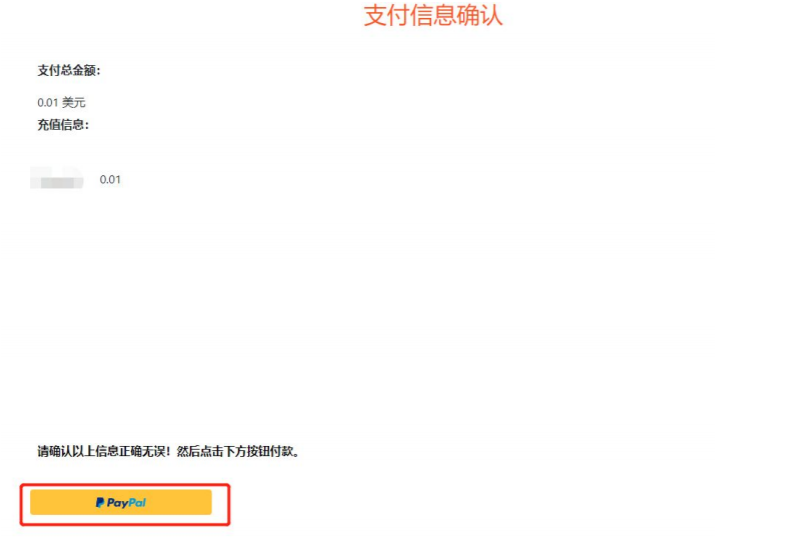 支付信息确认
支付总金额：
0.01 美元
充值信息：
0.01
请确认以上信息正确无误！然后点击下方按钮付款。
PayPal